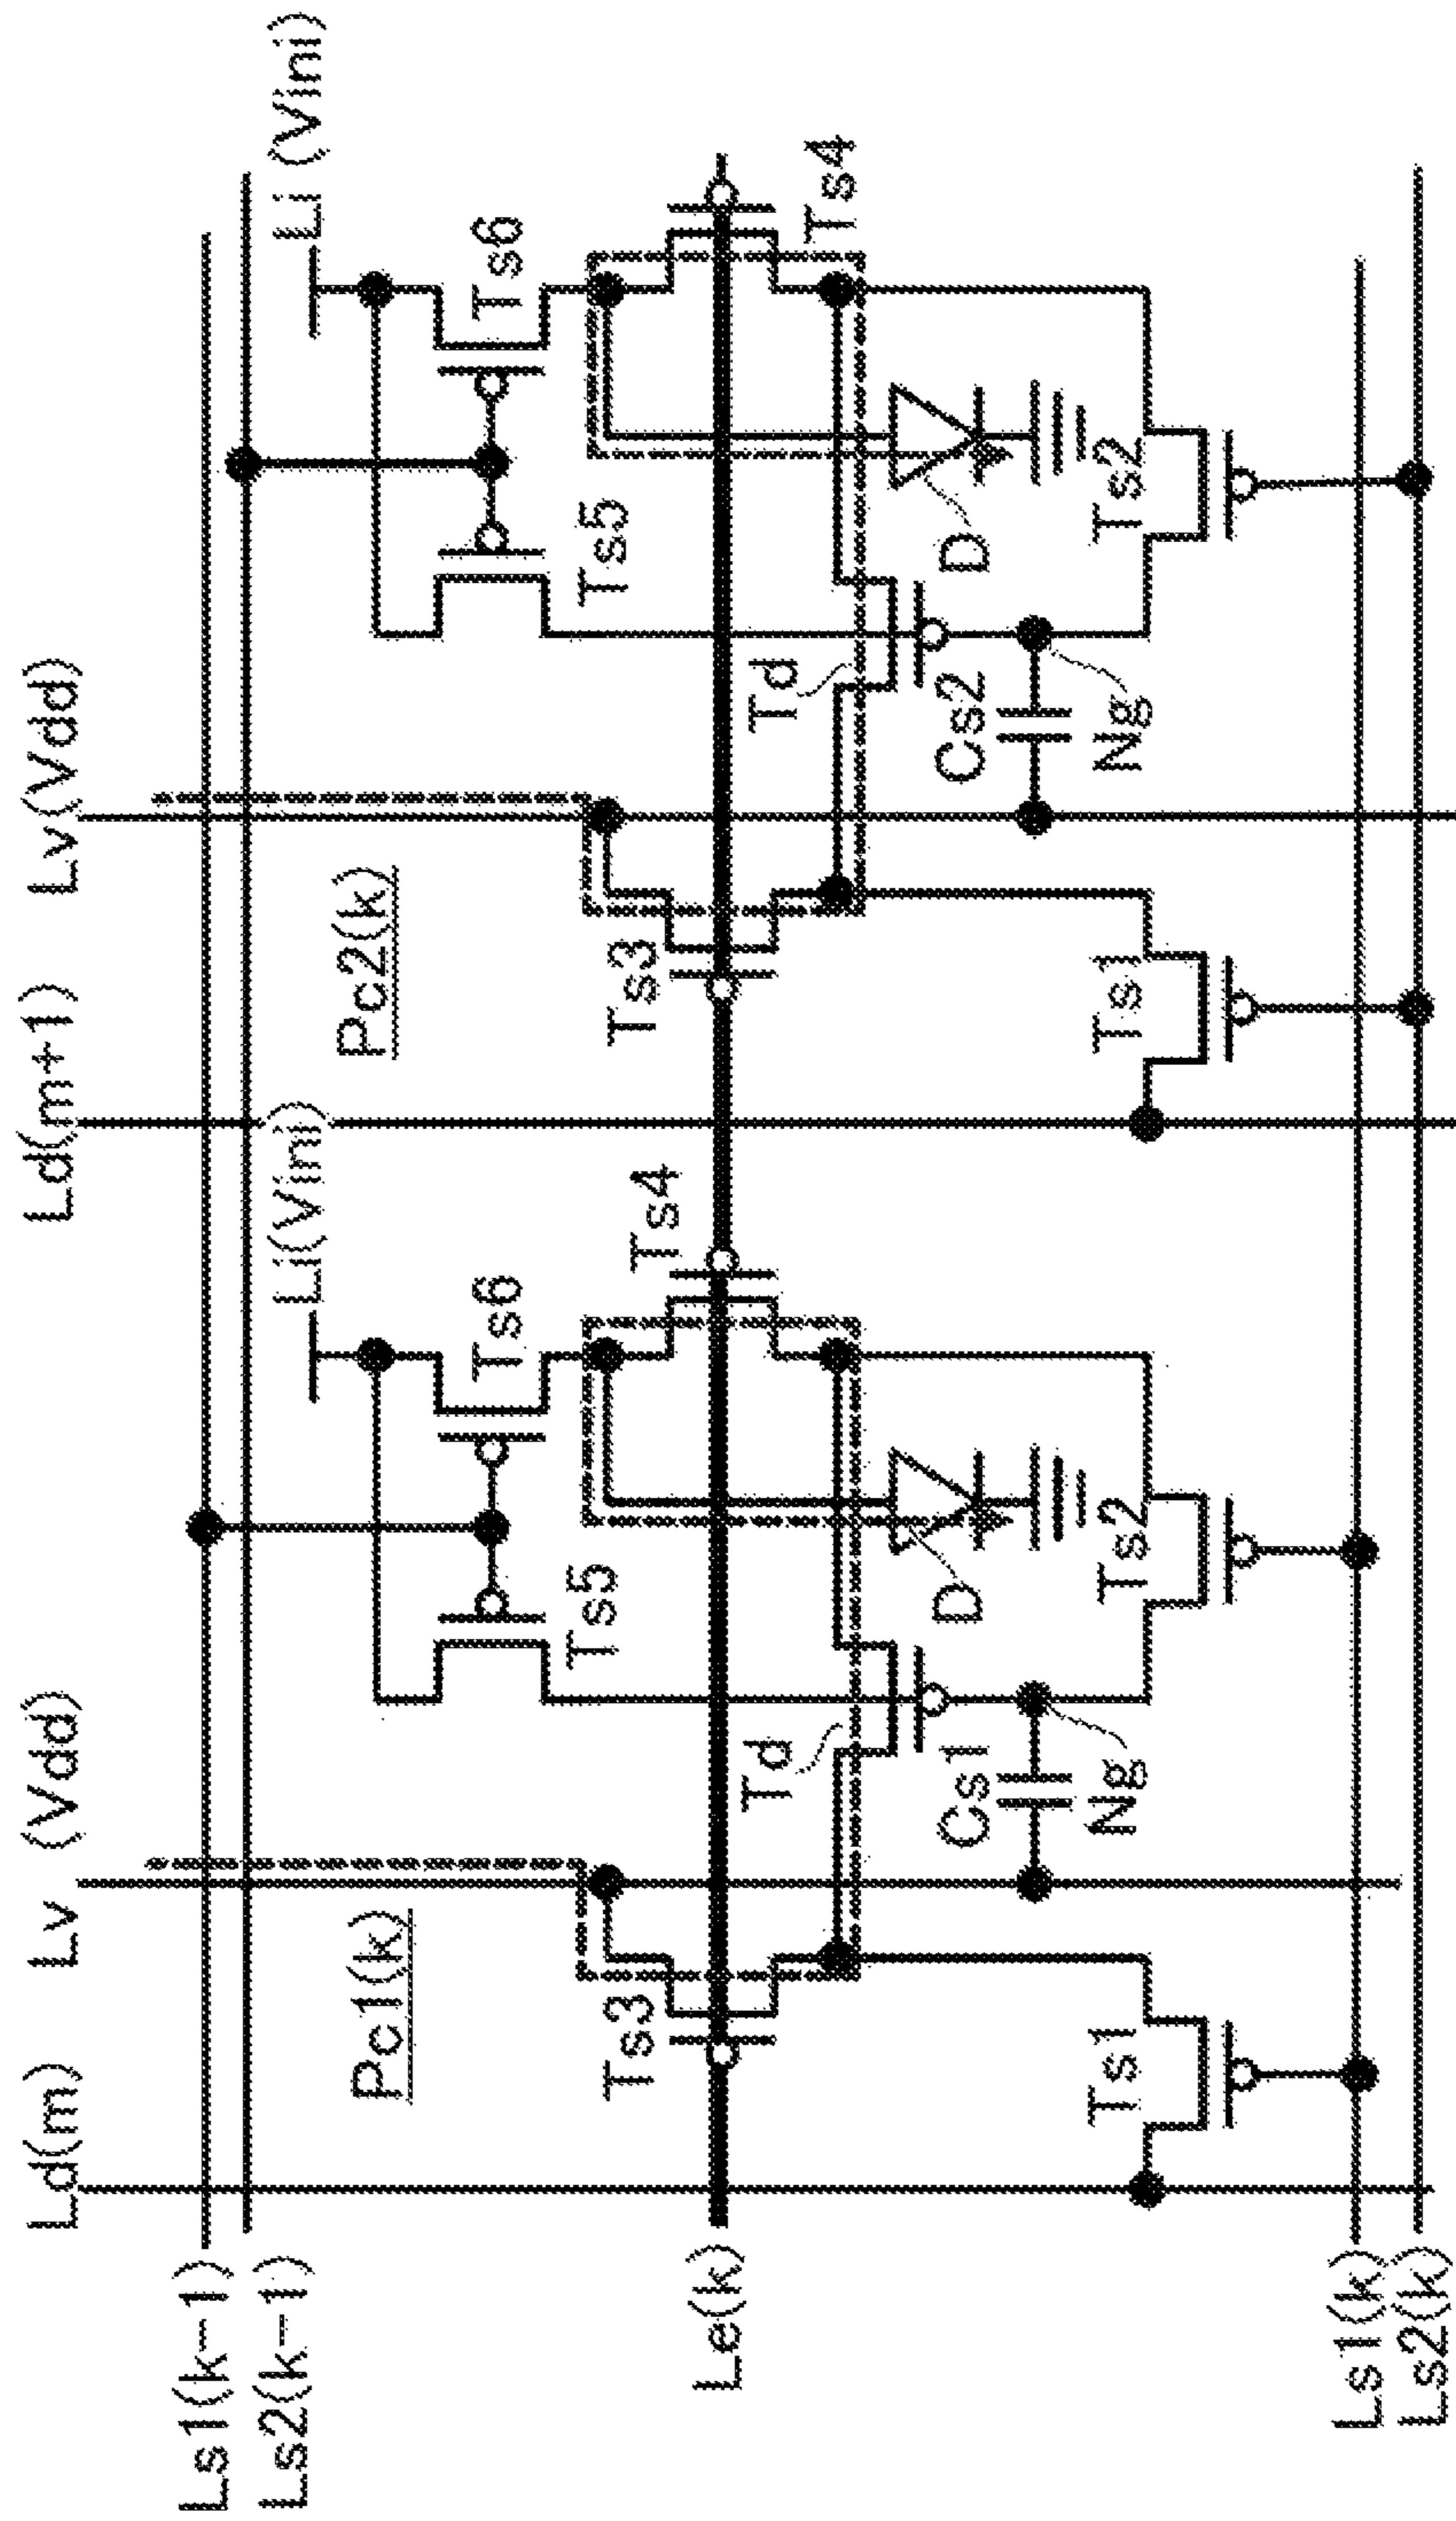 Ld(m) Lv (Vdd) Ld(m+1) Lv(Vdd)
Ls1(k-1)
Ls2(k-1)
Li(Vini)
Li (Vini)
Pc1(k)
Pc2(k)
Ts5
Ts6
Ts5
Ts6
Ts3
Ts4
Ts3
Ts4
Le(k)
Td
Td
Cs1
D
Cs2
D
Ng
Ng
Ts1
Ts2
Ts1
Ts2
Ls1(k)
Ls2(k)